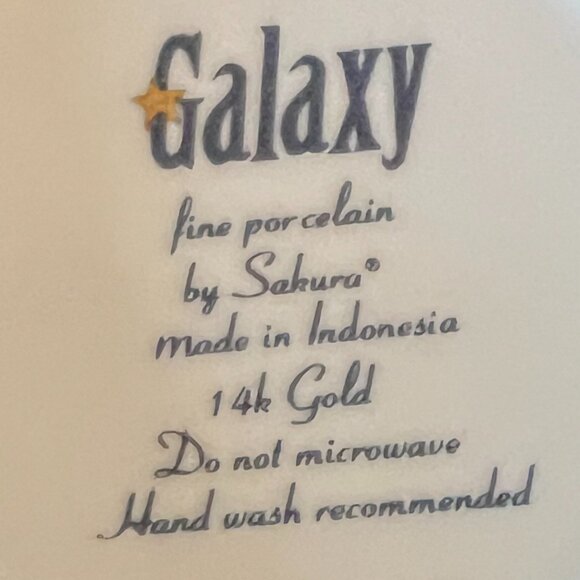 Galaxy
fine porcelain
by Sakura®
made in Indonesia
14k Gold
Do not microwave
Hand wash recommended